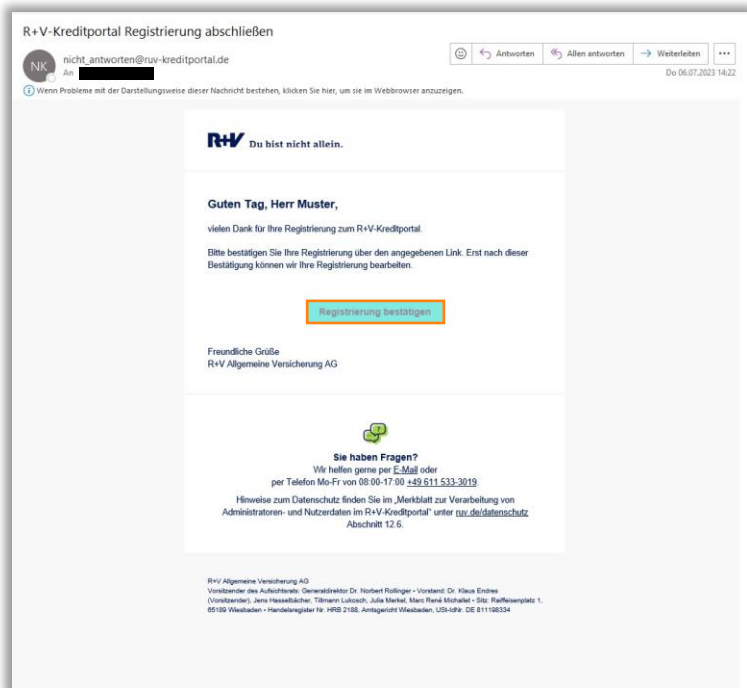 R+V-Kreditportal Registrierung abschließen
NK
nicht_antworten@ruv-kreditportal.de
An
Antworten
Allen antworten
Weiterleiten
Do 06.07.2023 14:22
Wenn Probleme mit der Darstellungsweise dieser Nachricht bestehen, klicken Sie hier, um sie im Webbrowser anzuzeigen.
R+V Du bist nicht allein.
Guten Tag, Herr Muster,
vielen Dank für Ihre Registrierung zum R+V-Kreditportal.
Bitte bestätigen Sie Ihre Registrierung über den angegebenen Link. Erst nach dieser
Bestätigung können wir Ihre Registrierung bearbeiten.
Registrierung bestätigen
Freundliche Grüße
R+V Allgemeine Versicherung AG
Sie haben Fragen?
Wir helfen gerne per E-Mail oder
per Telefon Mo-Fr von 08:00-17:00 +49 611 533-3019.
Hinweise zum Datenschutz finden Sie im „Merkblatt zur Verarbeitung von
Administratoren- und Nutzerdaten im R+V-Kreditportal" unter ruv.de/datenschutz
Abschnitt 12.6.
R+V Allgemeine Versicherung AG
Vorsitzender des Aufsichtsrats: Generaldirektor Dr. Norbert Rollinger • Vorstand: Dr. Klaus Endres
(Vorsitzender), Jens Hasselbächer, Tillmann Lukosch, Julia Merkel, Marc René Michallet • Sitz: Raiffeisenplatz 1,
65189 Wiesbaden • Handelsregister Nr. HRB 2188, Amtsgericht Wiesbaden, USt-IdNr. DE 811198334